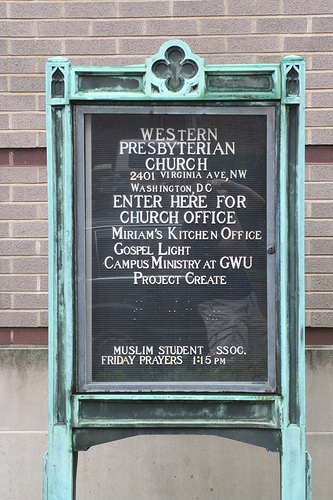 WESTERN
PRESBYTERIAN
CHURCH
2401 VIRGINIA AVE, NW
WASHINGTON, DC
ENTER HERE FOR
CHURCH OFFICE
MIRIAM'S KITCHEN OFFICE
GOSPEL LIGHT
CAMPUS MINISTRY AT GWU
PROJECT CREATE
MUSLIM STUDENT SSOC.
FRIDAY PRAYERS 1:15 PM